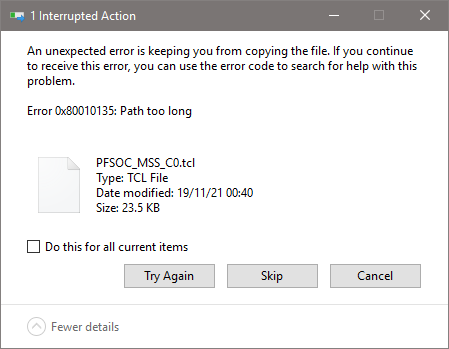 1 Interrupted Action
An unexpected error is keeping you from copying the file. If you continue
to receive this error, you can use the error code to search for help with this
problem.
Error 0x80010135: Path too long
PFSOC_MSS_C0.tcl
Type: TCL File
Date modified: 19/11/21 00:40
Size: 23.5 KB
Do this for all current items
Try Again
Skip
Cancel
Fewer details